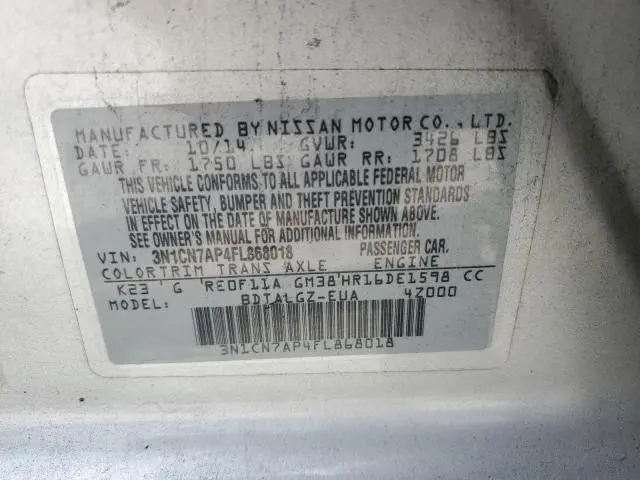 MANUFACTURED BY NISSAN MOTOR CO., LTD.
DATE: 10/14 GVWR: 3426 LBS
GAWR FR: 1750 LBS GAWR RR: 1708 LBS
THIS VEHICLE CONFORMS TO ALL APPLICABLE FEDERAL MOTOR
VEHICLE SAFETY, BUMPER AND THEFT PREVENTION STANDARDS
IN EFFECT ON THE DATE OF MANUFACTURE SHOWN ABOVE.
SEE OWNER'S MANUAL FOR ADDITIONAL INFORMATION.
VIN: 3N1CN7AP4FL868018 PASSENGER CAR.
COLOR TRIM TRANS AXLE ENGINE
K23 G RE0F11A GM38 HR16DE1598 CC
MODEL: BDTALGZ-EUA 4Z000
3N1CN7AP4FL868018